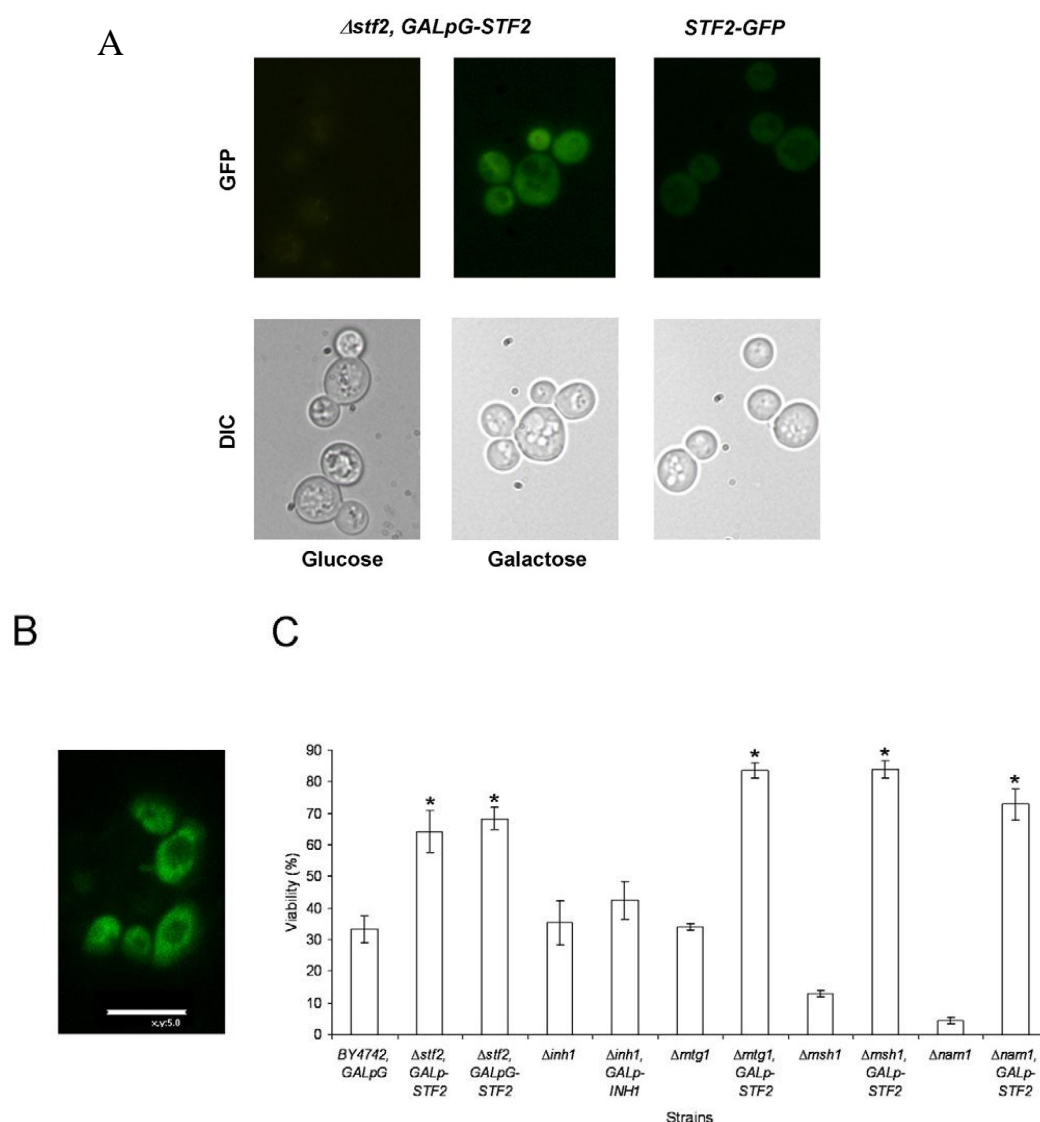 A
Δstf2, GALpG-STF2
STF2-GFP
GFP
DIC
Glucose
Galactose
B
x,y:5.0
C
Viability (%)
90
80
70
60
50
40
30
20
10
0
*
*
*
*
*
BY4742,
GALpG
Δstf2,
GALp-
STF2
Δstf2,
GALpG-
STF2
Δinh1
Δinh1,
GALp-
INH1
Δmtg1
Δmtg1,
GALp-
STF2
Δmsh1
Δmsh1,
GALp-
STF2
Δnam1
Δnam1,
GALp-
STF2
Strains